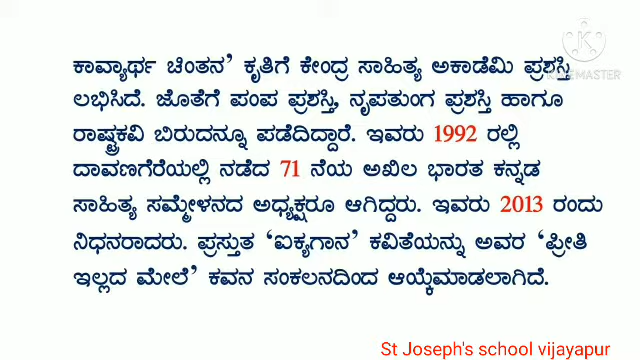 ಕಾವ್ಯಾರ್ಥ ಚಿಂತನ’ ಕೃತಿಗೆ ಕೇಂದ್ರ ಸಾಹಿತ್ಯ ಅಕಾಡೆಮಿ ಪ್ರಶಸ್ತಿ
ಲಭಿಸಿದೆ. ಜೊತೆಗೆ ಪಂಪ ಪ್ರಶಸ್ತಿ, ನೃಪತುಂಗ ಪ್ರಶಸ್ತಿ ಹಾಗೂ
ರಾಷ್ಟ್ರಕವಿ ಬಿರುದನ್ನೂ ಪಡೆದಿದ್ದಾರೆ. ಇವರು 1992 ರಲ್ಲಿ
ದಾವಣಗೆರೆಯಲ್ಲಿ ನಡೆದ 71 ನೆಯ ಅಖಿಲ ಭಾರತ ಕನ್ನಡ
ಸಾಹಿತ್ಯ ಸಮ್ಮೇಳನದ ಅಧ್ಯಕ್ಷರೂ ಆಗಿದ್ದರು. ಇವರು 2013 ರಂದು
ನಿಧನರಾದರು. ಪ್ರಸ್ತುತ ‘ಐಕ್ಯಗಾನ’ ಕವಿತೆಯನ್ನು ಅವರ ‘ಪ್ರೀತಿ
ಇಲ್ಲದ ಮೇಲೆ’ ಕವನ ಸಂಕಲನದಿಂದ ಆಯ್ಕೆಮಾಡಲಾಗಿದೆ.
St Joseph's school vijayapur